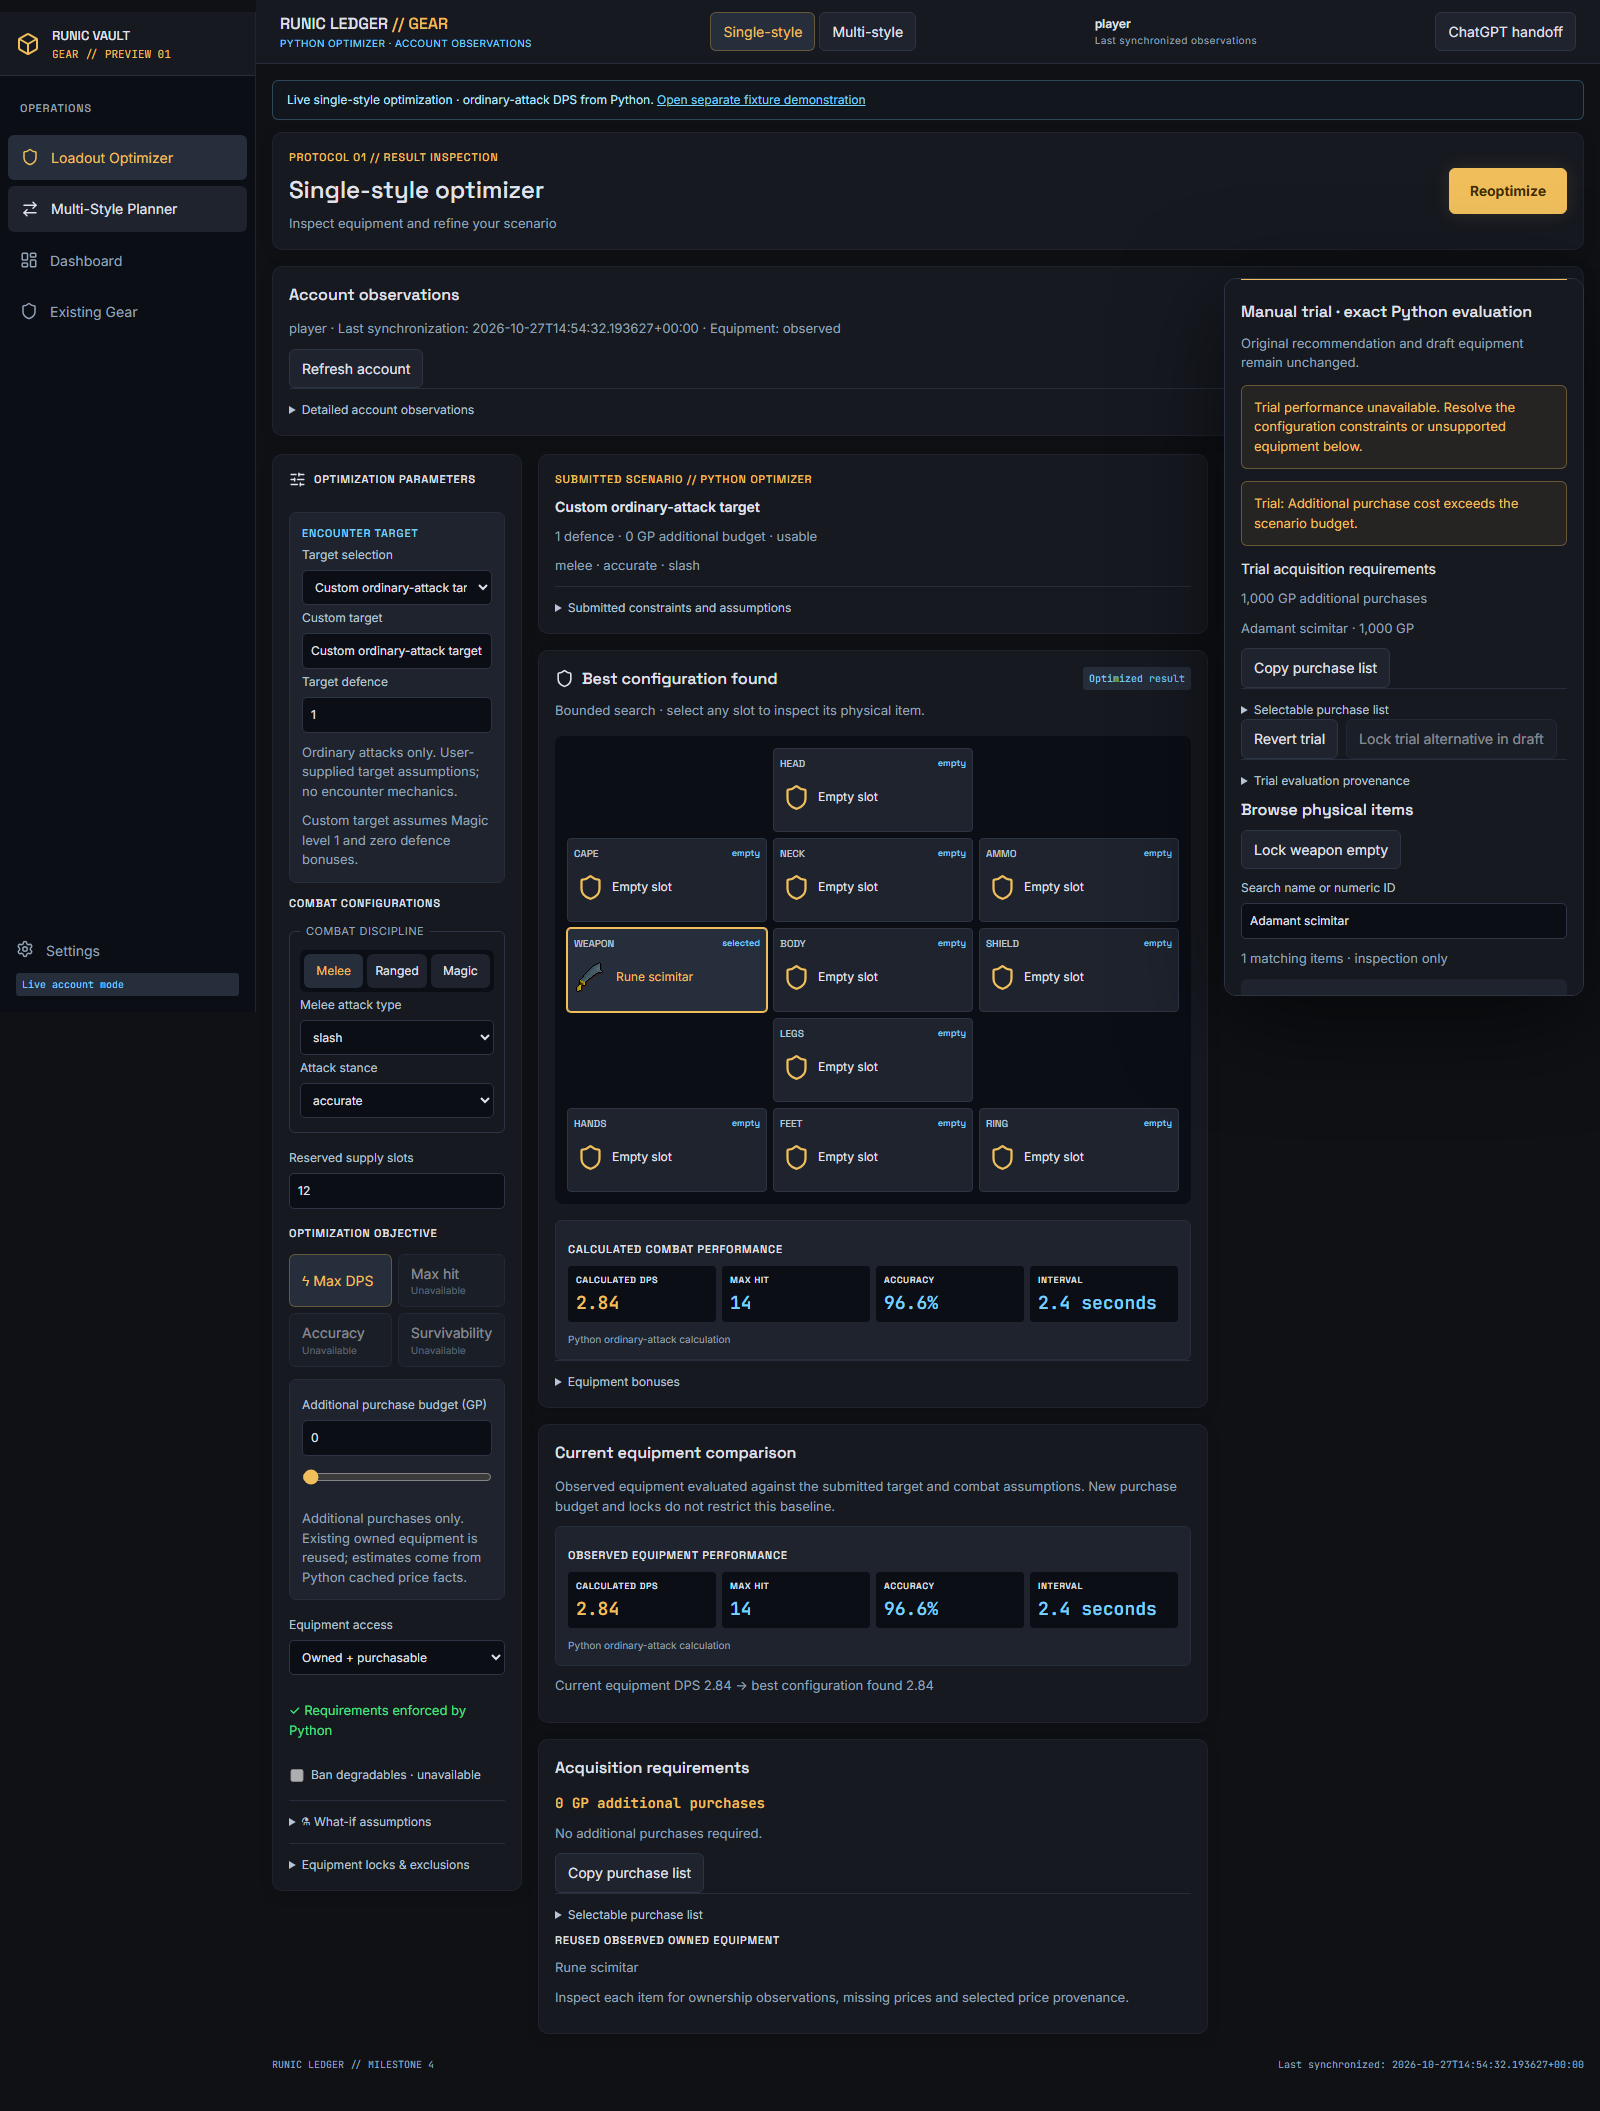 RUNIC VAULT
GEAR // PREVIEW 01
OPERATIONS
Loadout Optimizer
Multi-Style Planner
Dashboard
Existing Gear
Settings
Live account mode
RUNIC LEDGER // GEAR
PYTHON OPTIMIZER · ACCOUNT OBSERVATIONS
Single-style
Multi-style
player
Last synchronized observations
ChatGPT handoff
Live single-style optimization · ordinary-attack DPS from Python. Open separate fixture demonstration
PROTOCOL 01 // RESULT INSPECTION
Single-style optimizer
Inspect equipment and refine your scenario
Reoptimize
Account observations
player · Last synchronization: 2026-10-27T14:54:32.193627+00:00 · Equipment: observed
Refresh account
Detailed account observations
OPTIMIZATION PARAMETERS
ENCOUNTER TARGET
Target selection
Custom ordinary-attack tar
Custom target
Custom ordinary-attack target
Target defence
1
Ordinary attacks only. User-
supplied target assumptions;
no encounter mechanics.
Custom target assumes Magic
level 1 and zero defence
bonuses.
COMBAT CONFIGURATIONS
COMBAT DISCIPLINE
Melee
Ranged
Magic
Melee attack type
slash
Attack stance
accurate
Reserved supply slots
12
OPTIMIZATION OBJECTIVE
ϟ Max DPS
Max hit
Unavailable
Accuracy
Unavailable
Survivability
Unavailable
Additional purchase budget (GP)
0
Additional purchases only.
Existing owned equipment is
reused; estimates come from
Python cached price facts.
Equipment access
Owned + purchasable
✓ Requirements enforced by
Python
Ban degradables · unavailable
⚗ What-if assumptions
Equipment locks & exclusions
SUBMITTED SCENARIO // PYTHON OPTIMIZER
Custom ordinary-attack target
1 defence · 0 GP additional budget · usable
melee · accurate · slash
Submitted constraints and assumptions
Best configuration found
Optimized result
Bounded search · select any slot to inspect its physical item.
HEAD
empty
Empty slot
CAPE
empty
Empty slot
NECK
empty
Empty slot
AMMO
empty
Empty slot
WEAPON
selected
Rune scimitar
BODY
empty
Empty slot
SHIELD
empty
Empty slot
LEGS
empty
Empty slot
HANDS
empty
Empty slot
FEET
empty
Empty slot
RING
empty
Empty slot
CALCULATED COMBAT PERFORMANCE
CALCULATED DPS
2.84
MAX HIT
14
ACCURACY
96.6%
INTERVAL
2.4 seconds
Python ordinary-attack calculation
Equipment bonuses
Current equipment comparison
Observed equipment evaluated against the submitted target and combat assumptions. New purchase
budget and locks do not restrict this baseline.
OBSERVED EQUIPMENT PERFORMANCE
CALCULATED DPS
2.84
MAX HIT
14
ACCURACY
96.6%
INTERVAL
2.4 seconds
Python ordinary-attack calculation
Current equipment DPS 2.84 → best configuration found 2.84
Acquisition requirements
0 GP additional purchases
No additional purchases required.
Copy purchase list
Selectable purchase list
REUSED OBSERVED OWNED EQUIPMENT
Rune scimitar
Inspect each item for ownership observations, missing prices and selected price provenance.
Manual trial · exact Python evaluation
Original recommendation and draft equipment
remain unchanged.
Trial performance unavailable. Resolve the
configuration constraints or unsupported
equipment below.
Trial: Additional purchase cost exceeds the
scenario budget.
Trial acquisition requirements
1,000 GP additional purchases
Adamant scimitar · 1,000 GP
Copy purchase list
Selectable purchase list
Revert trial
Lock trial alternative in draft
Trial evaluation provenance
Browse physical items
Lock weapon empty
Search name or numeric ID
Adamant scimitar
1 matching items · inspection only
RUNIC LEDGER // MILESTONE 4
Last synchronized: 2026-10-27T14:54:32.193627+00:00